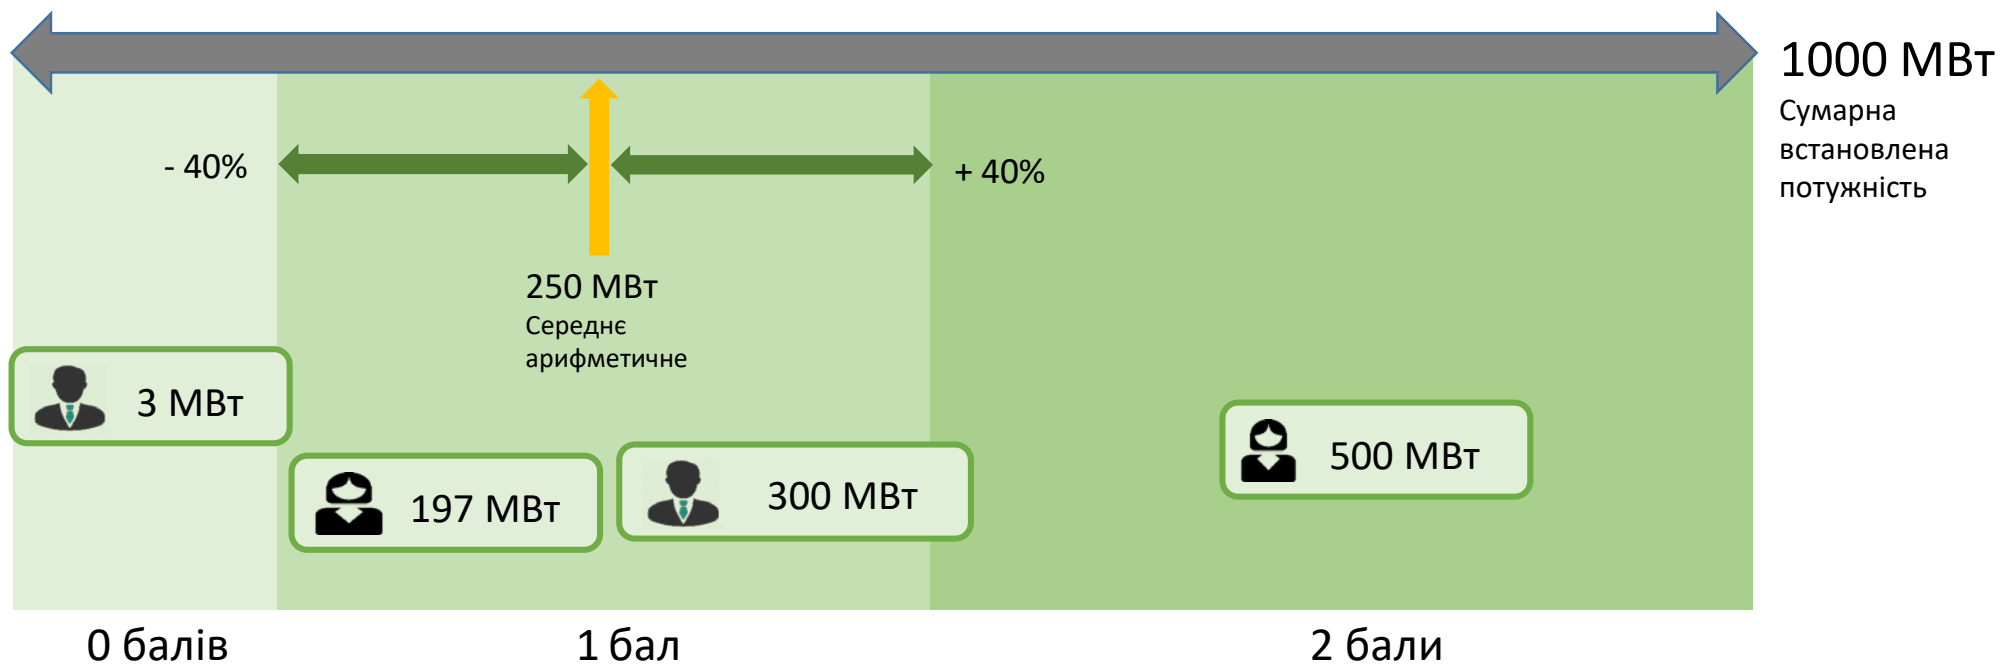 1000 МВт
Сумарна
встановлена
потужність
- 40%
+ 40%
250 МВт
Середнє
арифметичне
3 МВт
197 МВт
300 МВт
500 МВт
0 балів
1 бал
2 бали